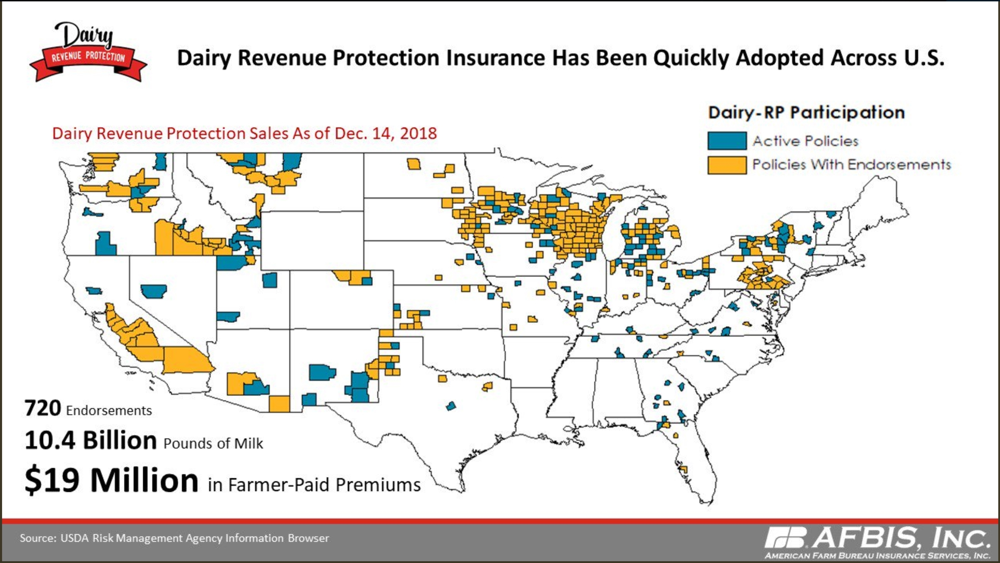 Dairy
REVENUE PROTECTION
Dairy Revenue Protection Insurance Has Been Quickly Adopted Across U.S.
Dairy-RP Participation
Active Policies
Policies With Endorsements
Dairy Revenue Protection Sales As of Dec. 14, 2018
720 Endorsements
10.4 Billion Pounds of Milk
$19 Million in Farmer-Paid Premiums
Source: USDA Risk Management Agency Information Browser
FB AFBIS, INC.
AMERICAN FARM BUREAU INSURANCE SERVICES, INC.